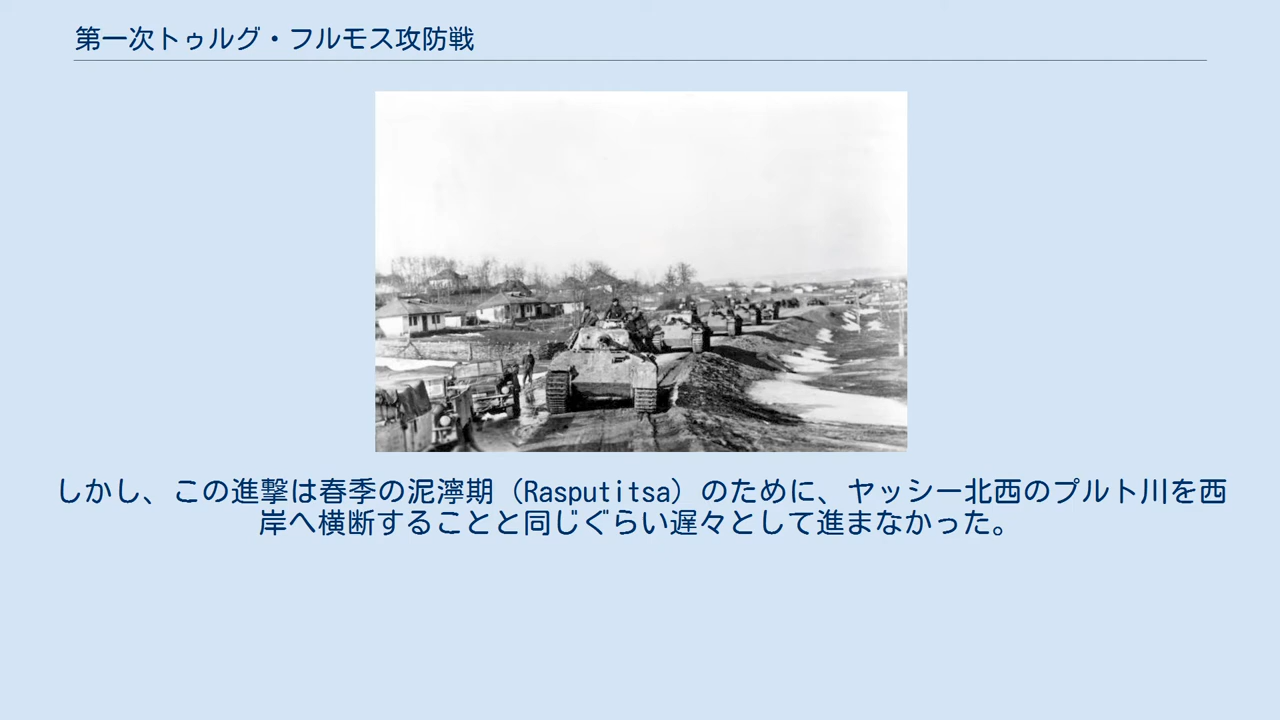 第一次トゥルグ・フルモス攻防戦
しかし、この進撃は春季の泥濘期（Rasputitsa）のために、ヤッシー北西のプルト川を西
岸へ横断することと同じぐらい遅々として進まなかった。